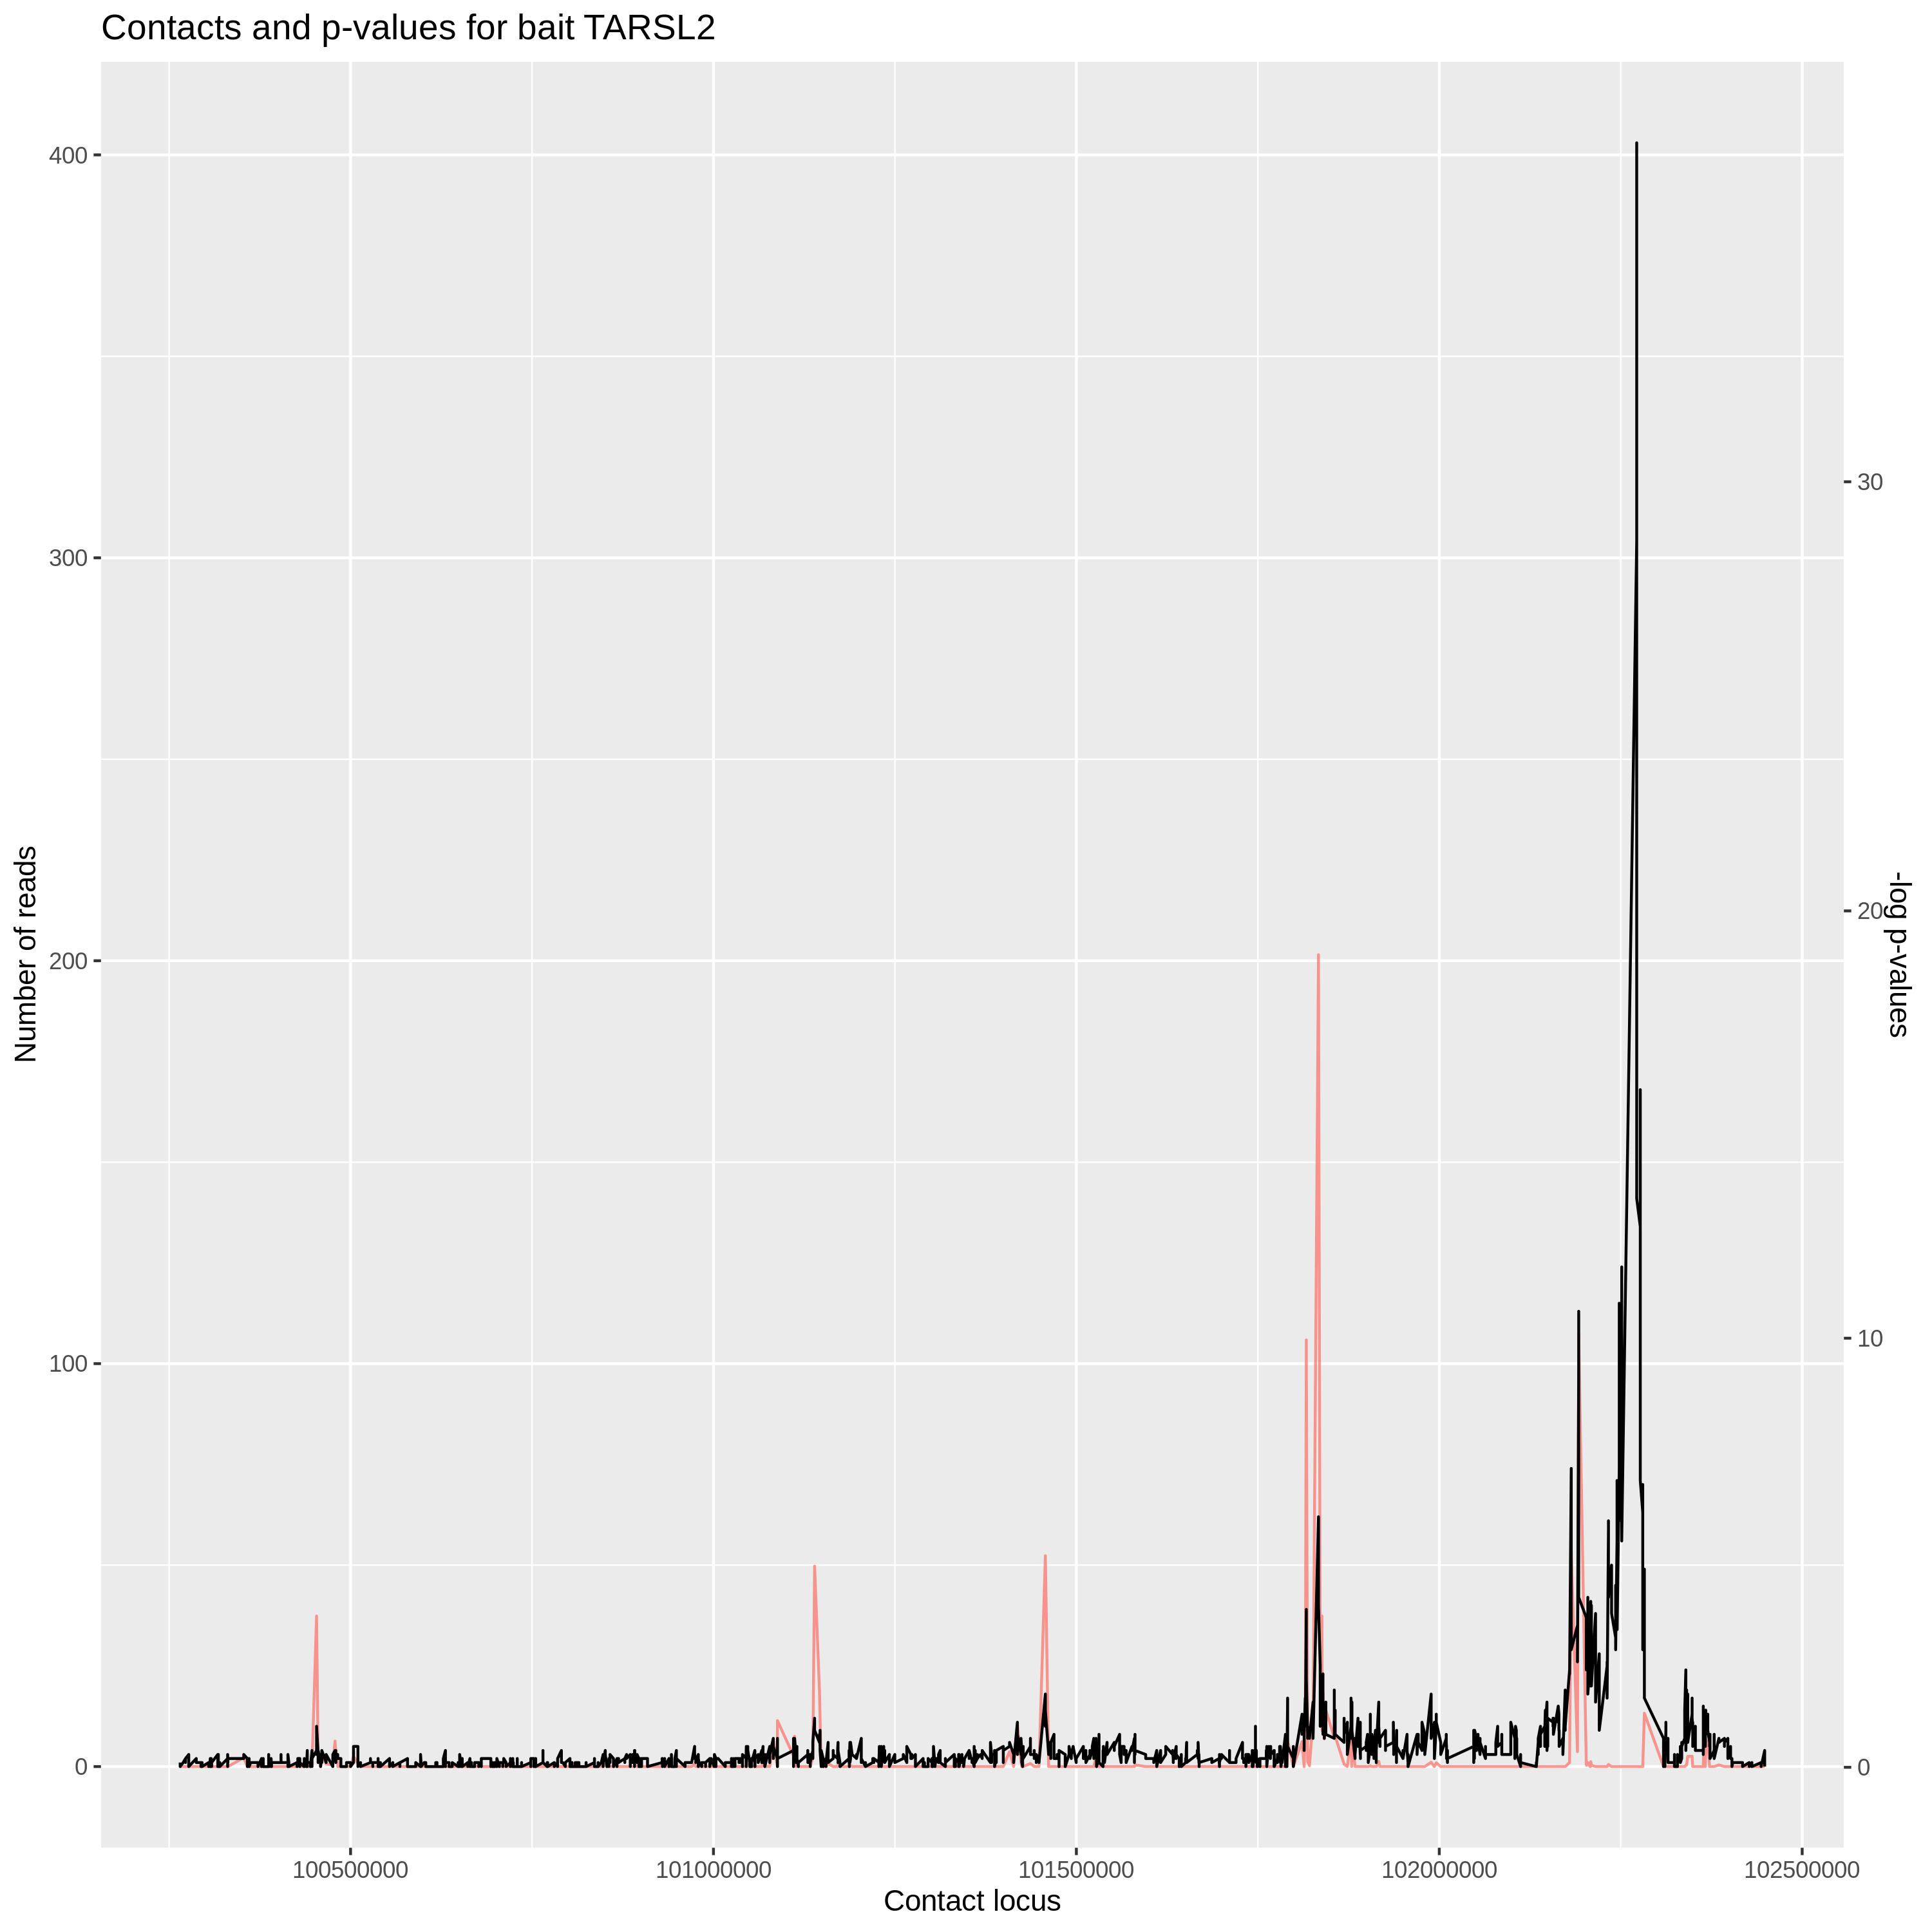 Contacts and p-values for bait TARSL2
400
300
200
100
0
Number of reads
30
20
10
0
-log p-values
100500000 101000000 101500000 102000000 102500000
Contact locus